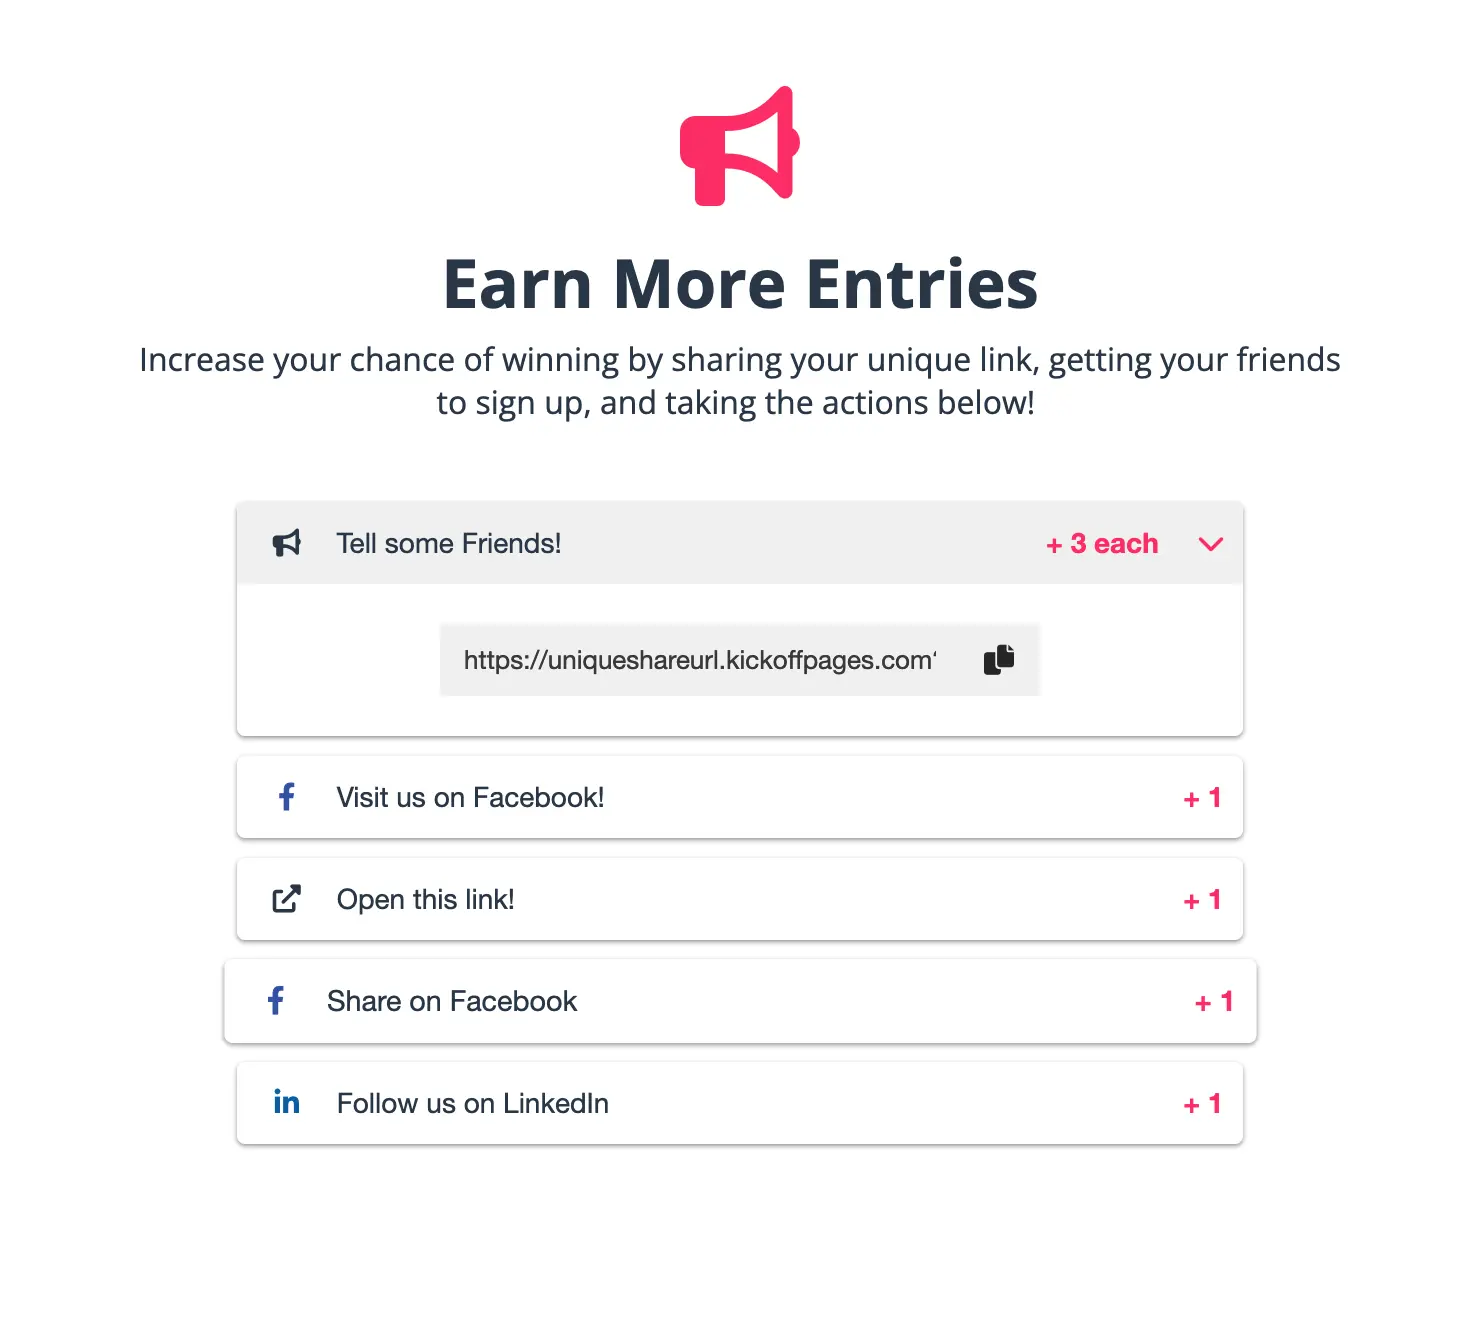 Earn More Entries
Increase your chance of winning by sharing your unique link, getting your friends
to sign up, and taking the actions below!
Tell some Friends! + 3 each
https://uniqueshareurl.kickoffpages.com
Visit us on Facebook! + 1
Open this link! + 1
Share on Facebook + 1
Follow us on LinkedIn + 1